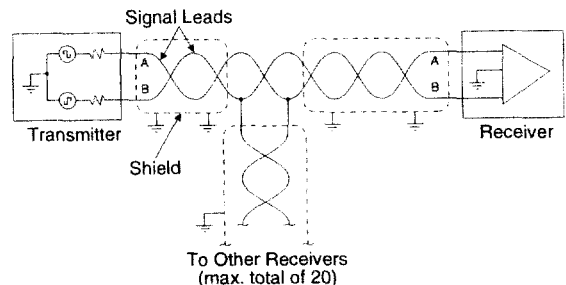 Signal Leads
A
B
A
B
Transmitter
Receiver
Shield
To Other Receivers
(max. total of 20)